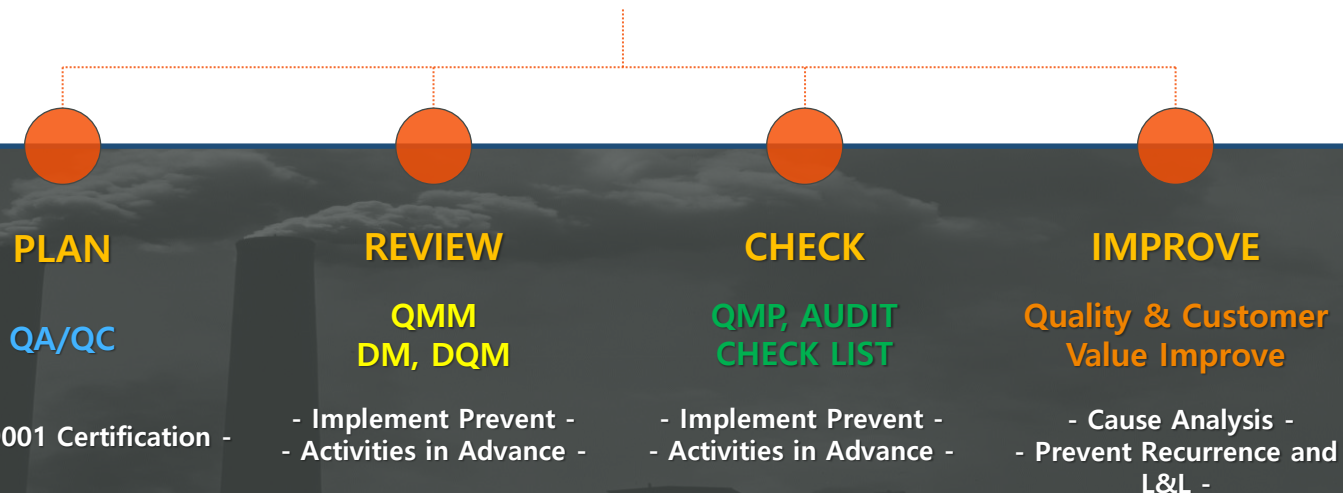 PLAN
QA/QC
001 Certification -
REVIEW
QMM
DM, DQM
- Implement Prevent -
- Activities in Advance -
CHECK
QMP, AUDIT
CHECK LIST
- Implement Prevent -
- Activities in Advance -
IMPROVE
Quality & Customer
Value Improve
- Cause Analysis -
- Prevent Recurrence and
L&L -